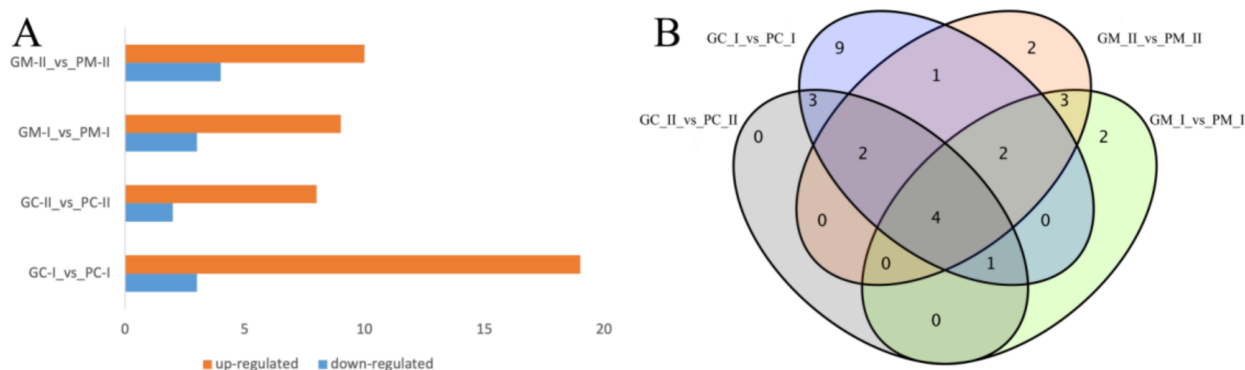 A
GM-II_vs_PM-II
GM-I_vs_PM-I
GC-II_vs_PC-II
GC-I_vs_PC-I
0 5 10 15 20
up-regulated down-regulated
B
GC_I_vs_PC_I
GM_II_vs_PM_II
GC_II_vs_PC_II
GM_I_vs_PM_I
9 2
1
3 3
0 2
2 2
0 4 0
0 1
0